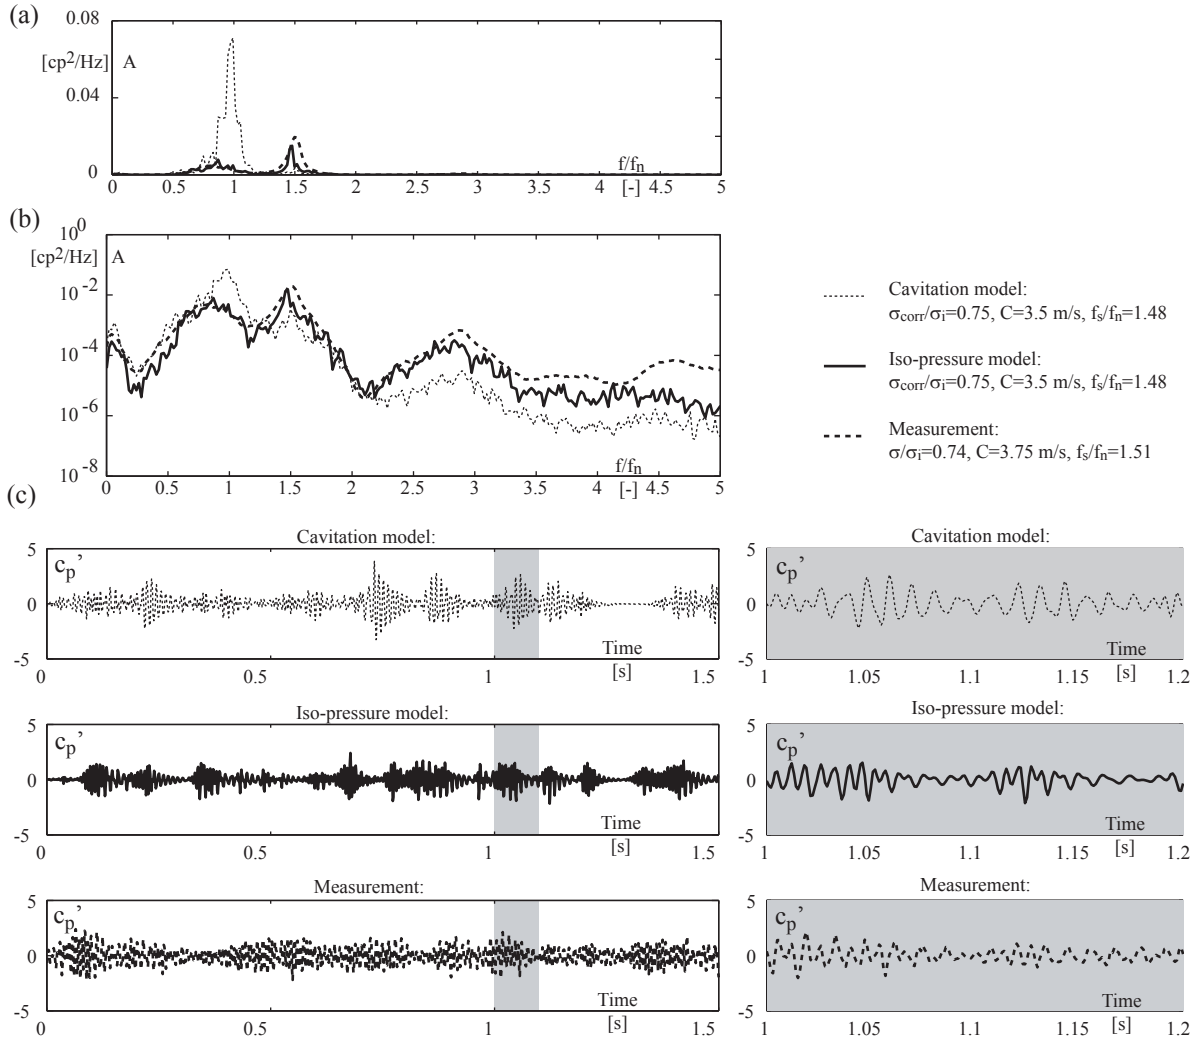 (a)
0.08
[cp2/Hz] A
0.04
0
f/fn
0 0.5 1 1.5 2 2.5 3 3.5 4 [-] 4.5 5
(b)
10^0
[cp2/Hz] A
10^-2
10^-4
10^-6
10^-8
f/fn
0 0.5 1 1.5 2 2.5 3 3.5 4 [-] 4.5 5
Cavitation model:
σcorr/σi=0.75, C=3.5 m/s, fs/fn=1.48
Iso-pressure model:
σcorr/σi=0.75, C=3.5 m/s, fs/fn=1.48
Measurement:
σ/σi=0.74, C=3.75 m/s, fs/fn=1.51
(c)
Cavitation model:
5
cp’
0
-5
Time
[s]
0 0.5 1 1.5
Cavitation model:
5
cp’
0
-5
Time
[s]
1 1.05 1.1 1.15 1.2
Iso-pressure model:
5
cp’
0
-5
Time
[s]
0 0.5 1 1.5
Iso-pressure model:
5
cp’
0
-5
Time
[s]
1 1.05 1.1 1.15 1.2
Measurement:
5
cp’
0
-5
Time
[s]
0 0.5 1 1.5
Measurement:
5
cp’
0
-5
Time
[s]
1 1.05 1.1 1.15 1.2